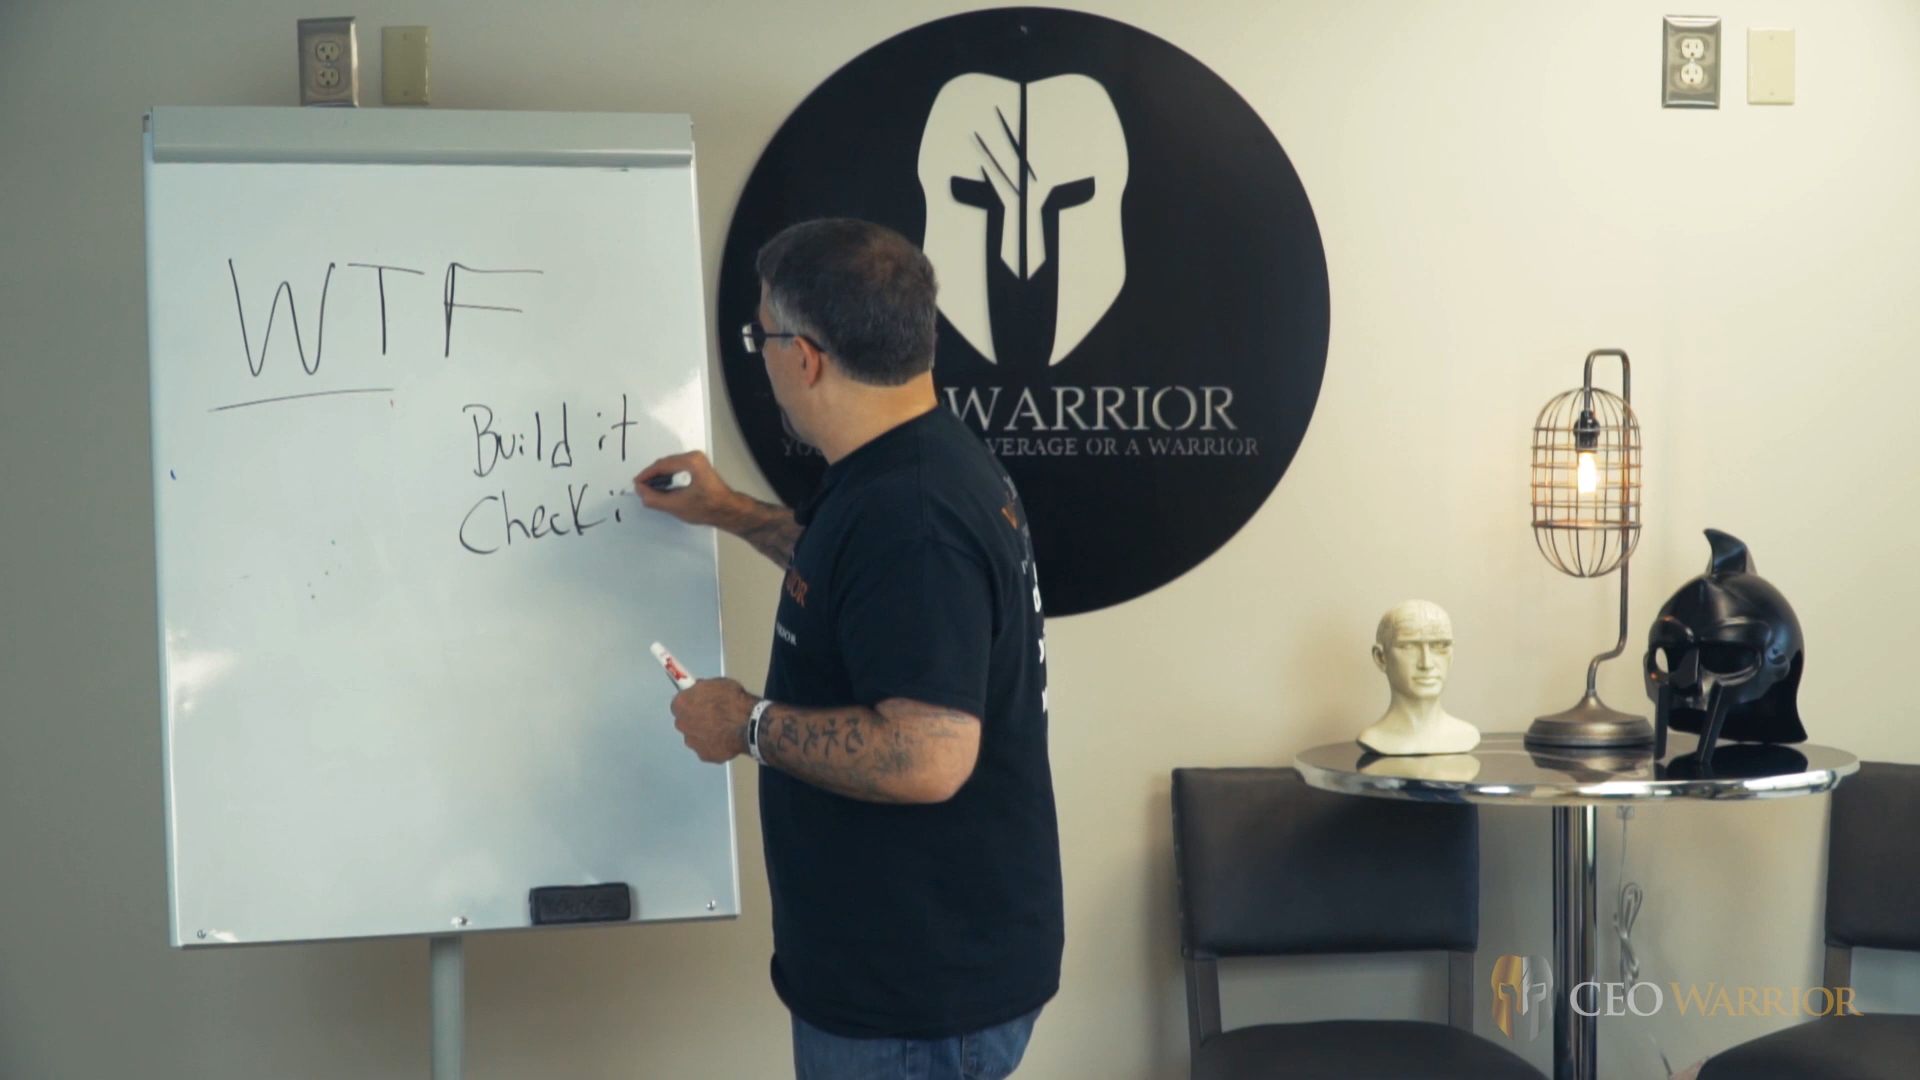 WTF
Build it
Check i
WARRIOR
VERAGE OR A WARRIOR
CEO WARRIOR